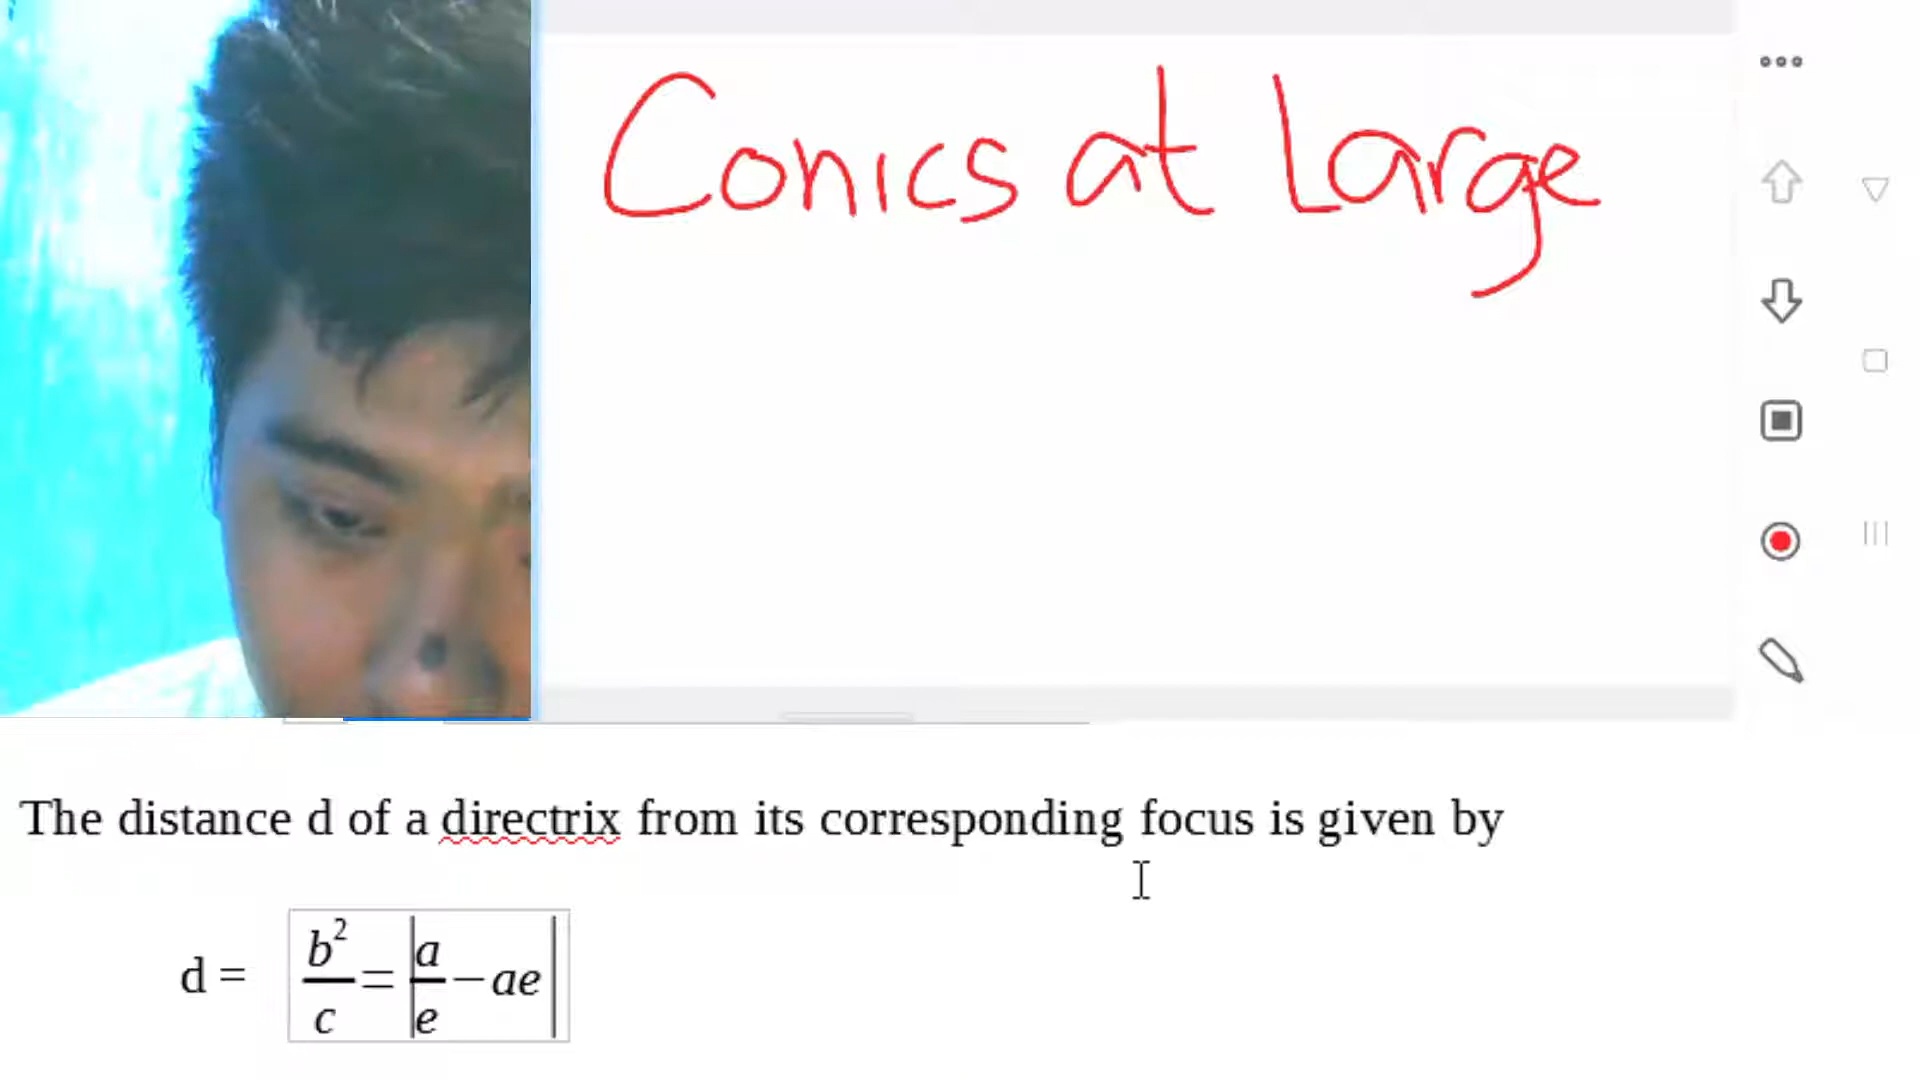 Conics at Large
The distance d of a directrix from its corresponding focus is given by
d = b²/c = |a/e − ae|